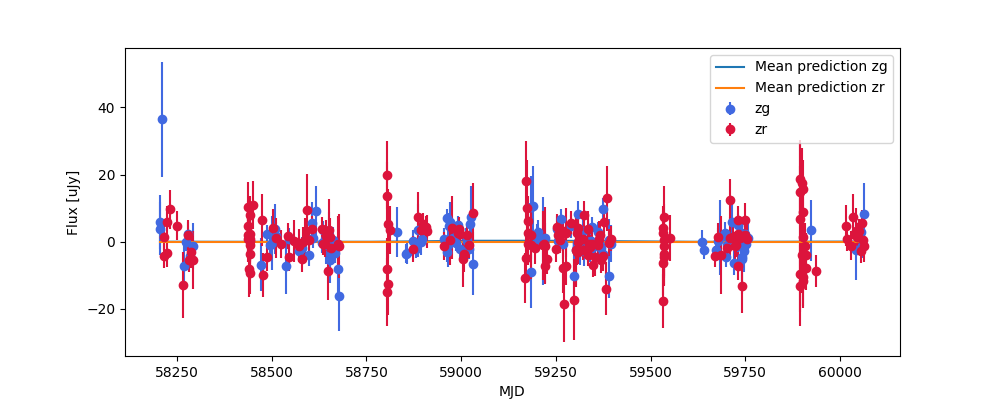 Mean prediction zg
Mean prediction zr
zg
zr
Flux [uJy]
40
20
0
−20
58250
58500
58750
59000
59250
59500
59750
60000
MJD